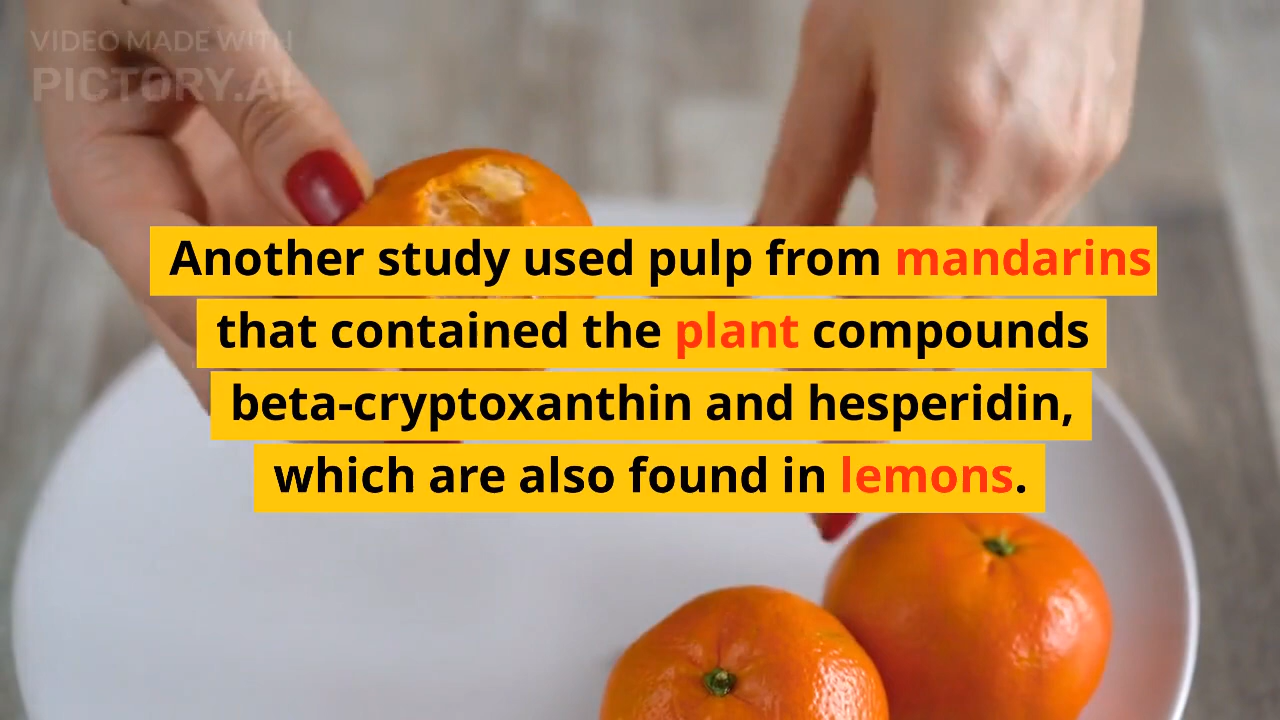 VIDEO MADE WITH
PICTORY.AI
Another study used pulp from mandarins
that contained the plant compounds
beta-cryptoxanthin and hesperidin,
which are also found in lemons.